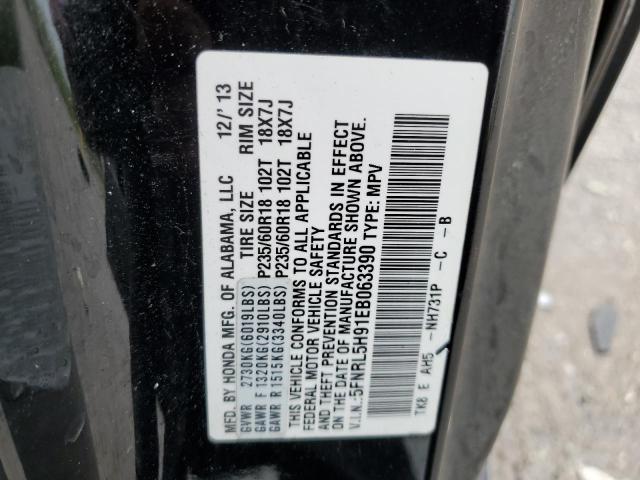 MFD. BY HONDA MFG. OF ALABAMA, LLC 12/'13
TIRE SIZE RIM SIZE
GVWR 2730KG(6019LBS)
GAWR F 1320KG(2910LBS) P235/60R18 102T 18X7J
GAWR R 1515KG(3340LBS) P235/60R18 102T 18X7J
THIS VEHICLE CONFORMS TO ALL APPLICABLE
FEDERAL MOTOR VEHICLE SAFETY
AND THEFT PREVENTION STANDARDS IN EFFECT
ON THE DATE OF MANUFACTURE SHOWN ABOVE.
V.I.N.:5FNRL5H91EB063390 TYPE: MPV
TK8 E AH5 -NH731P -C -B